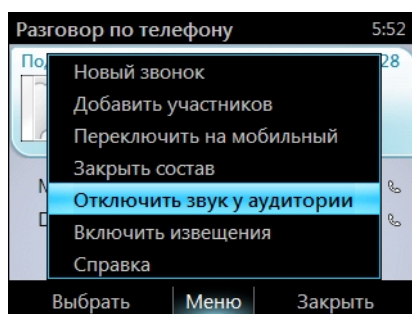 Разговор по телефону 5:52
28
Новый звонок
Добавить участников
Переключить на мобильный
Закрыть состав
Отключить звук у аудитории
Включить извещения
Справка
Выбрать Меню Закрыть